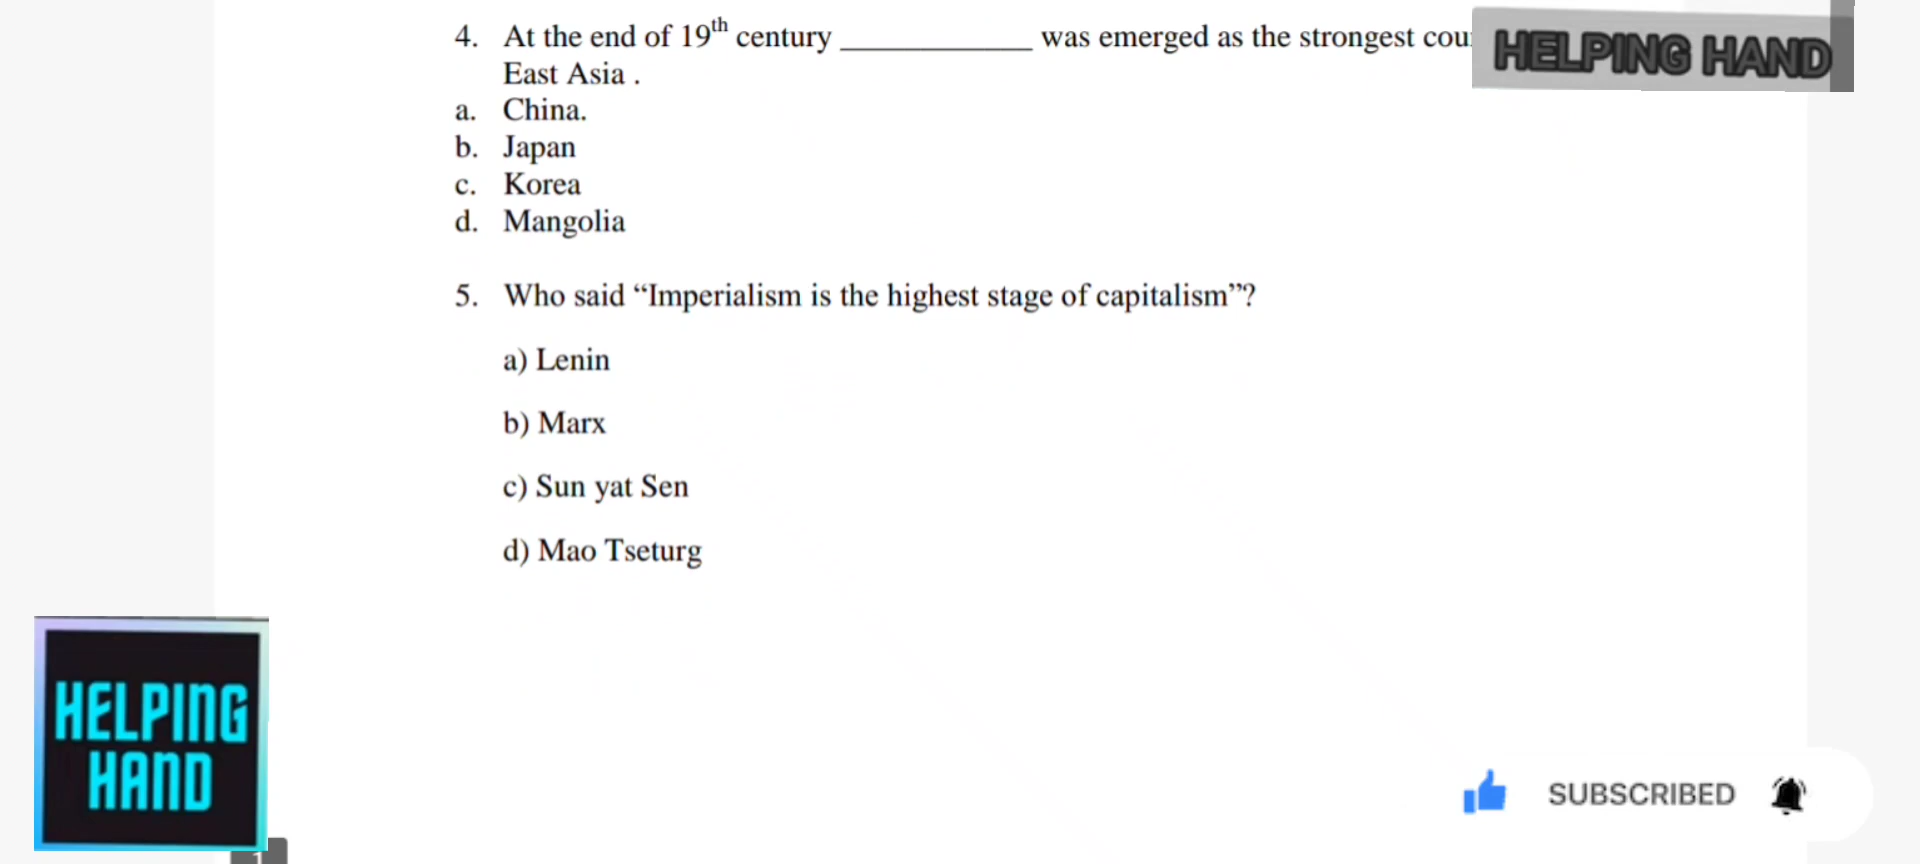 4. At the end of 19th century ____________ was emerged as the strongest
East Asia .
a. China.
b. Japan
c. Korea
d. Mangolia
5. Who said “Imperialism is the highest stage of capitalism”?
a) Lenin
b) Marx
c) Sun yat Sen
d) Mao Tseturg
HELPING HAND
HELPING
HAND
SUBSCRIBED
1